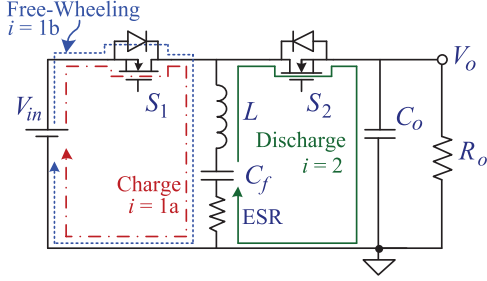 Free-Wheeling
i = 1b
S1
S2
Vo
Vin
L
Co
Discharge
i = 2
Ro
Charge
i = 1a
Cf
ESR